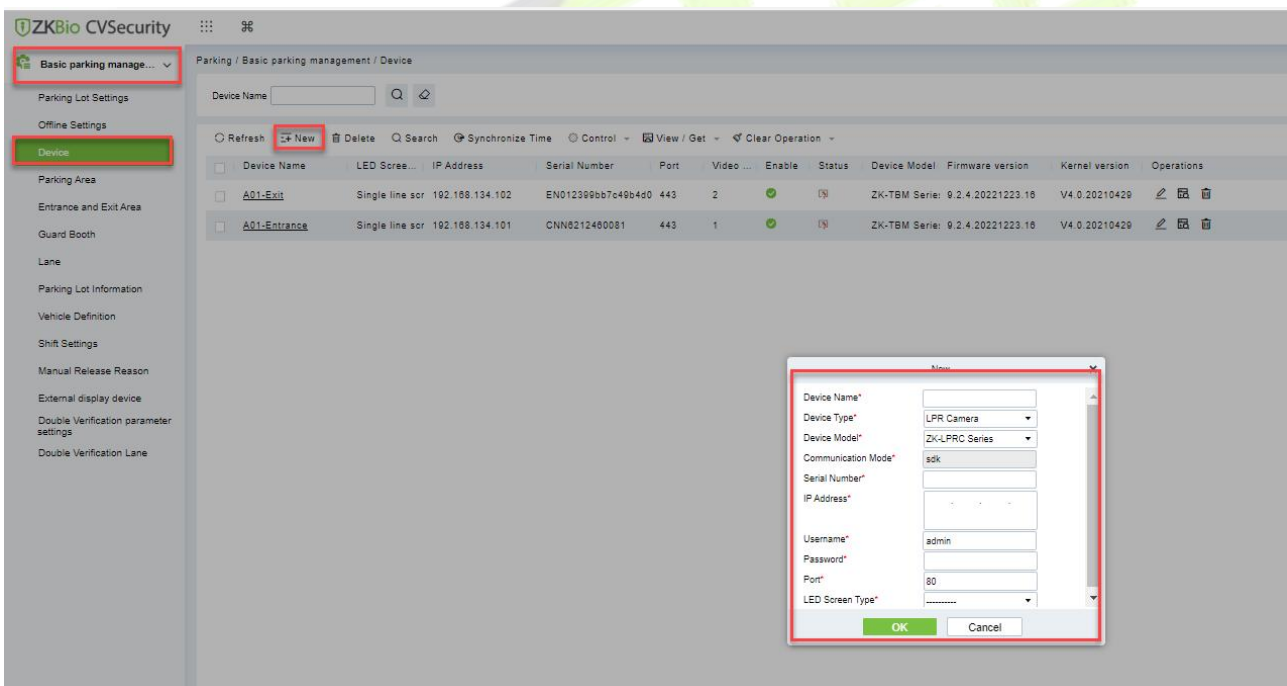 ZKBio CVSecurity
Basic parking manage...
Parking / Basic parking management / Device
Parking Lot Settings
Offline Settings
Device
Parking Area
Entrance and Exit Area
Guard Booth
Lane
Parking Lot Information
Vehicle Definition
Shift Settings
Manual Release Reason
External display device
Double Verification parameter
settings
Double Verification Lane
Device Name
Refresh New Delete Search Synchronize Time Control View / Get Clear Operation
Device Name LED Scree... IP Address Serial Number Port Video ... Enable Status Device Model Firmware version Kernel version Operations
A01-Exit Single line scr 192.168.134.102 EN012399bb7c49b4d0 443 2 ZK-TBM Series 9.2.4.20221223.16 V4.0.20210429
A01-Entrance Single line scr 192.168.134.101 CNN6212460081 443 1 ZK-TBM Series 9.2.4.20221223.16 V4.0.20210429
New
Device Name*
Device Type* LPR Camera
Device Model* ZK-LPRC Series
Communication Mode* sdk
Serial Number*
IP Address*
Username* admin
Password*
Port* 80
LED Screen Type* ----------
OK Cancel